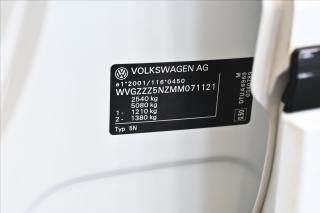 VOLKSWAGEN AG
e1*2001/116*0450
WVGZZZ5NZMM071121
2540 kg
5080 kg
1 - 1210 kg
2 - 1380 kg
Typ 5N